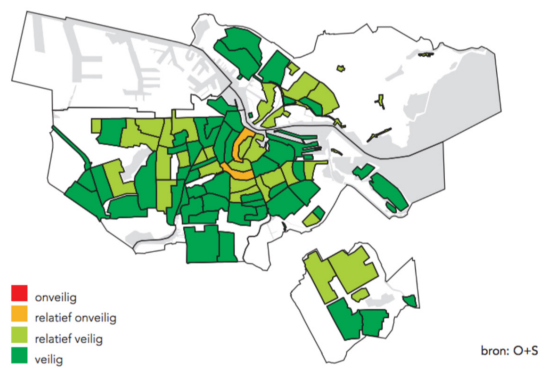 onveilig
relatief onveilig
relatief veilig
veilig
bron: O+S